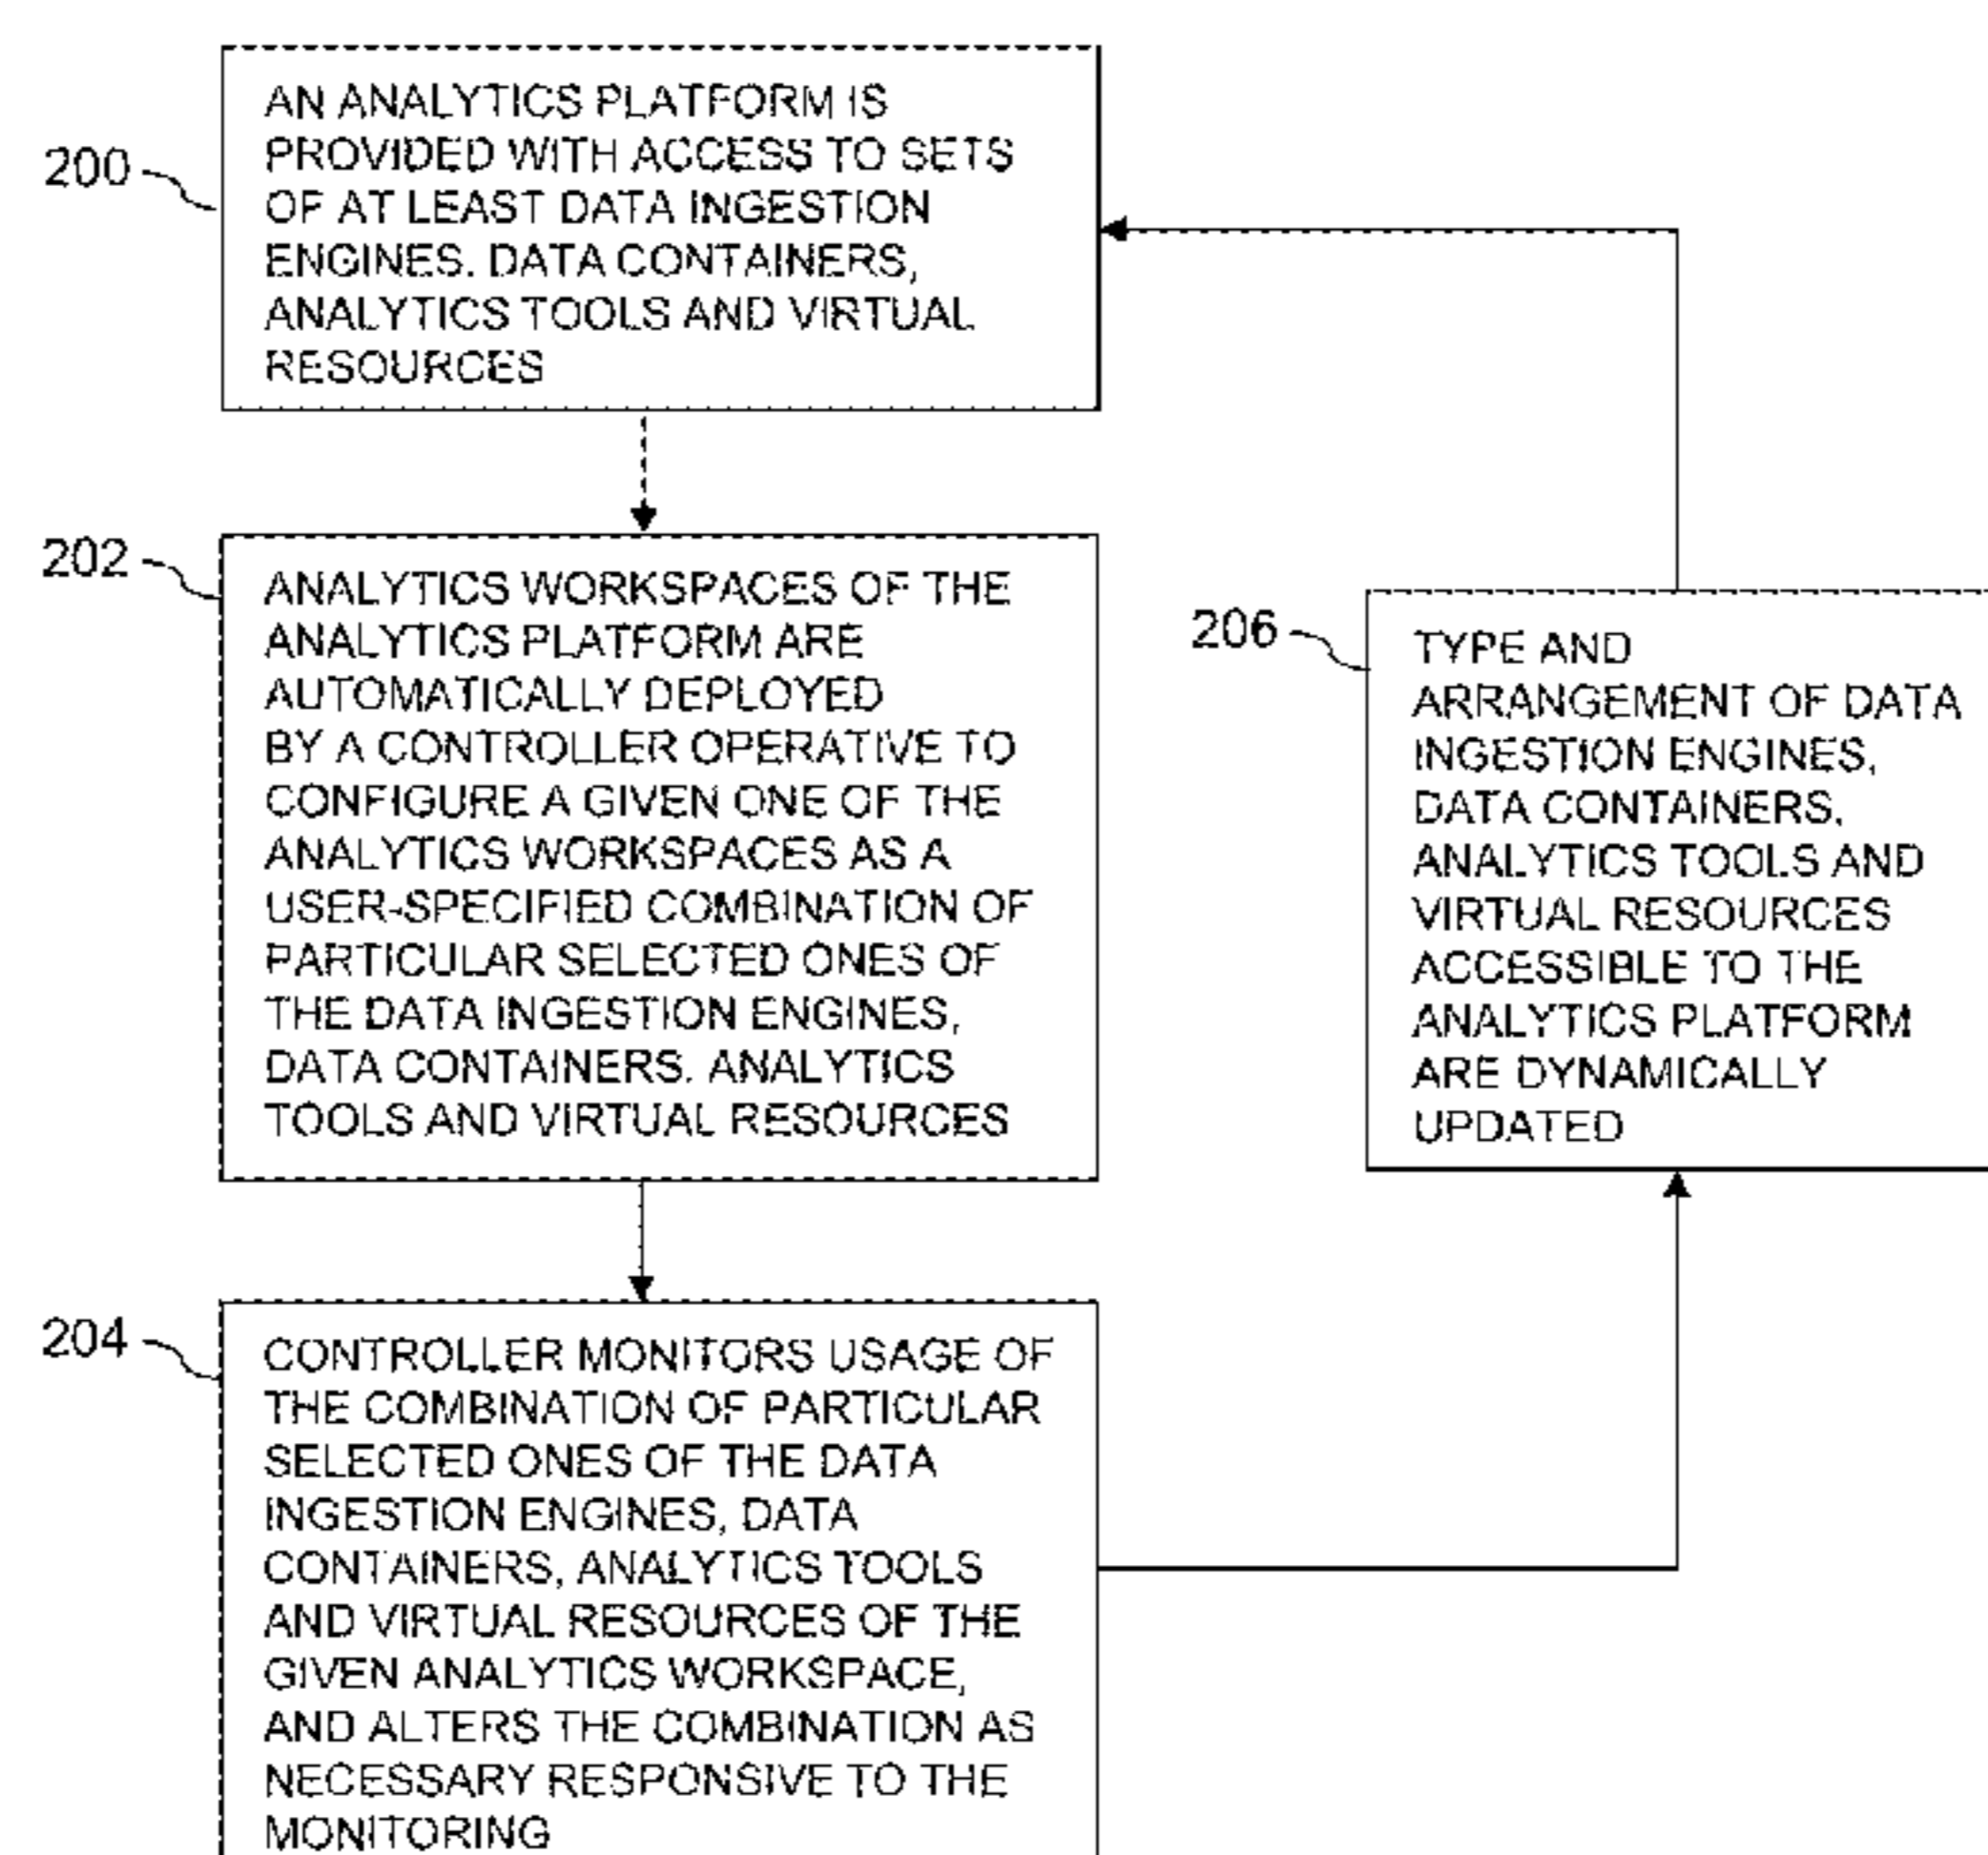 200
AN ANALYTICS PLATFORM IS
PROVIDED WITH ACCESS TO SETS
OF AT LEAST DATA INGESTION
ENGINES. DATA CONTAINERS,
ANALYTICS TOOLS AND VIRTUAL
RESOURCES
202
ANALYTICS WORKSPACES OF THE
ANALYTICS PLATFORM ARE
AUTOMATICALLY DEPLOYED
BY A CONTROLLER OPERATIVE TO
CONFIGURE A GIVEN ONE OF THE
ANALYTICS WORKSPACES AS A
USER-SPECIFIED COMBINATION OF
PARTICULAR SELECTED ONES OF
THE DATA INGESTION ENGINES,
DATA CONTAINERS. ANALYTICS
TOOLS AND VIRTUAL RESOURCES
204
CONTROLLER MONITORS USAGE OF
THE COMBINATION OF PARTICULAR
SELECTED ONES OF THE DATA
INGESTION ENGINES, DATA
CONTAINERS, ANALYTICS TOOLS
AND VIRTUAL RESOURCES OF THE
GIVEN ANALYTICS WORKSPACE,
AND ALTERS THE COMBINATION AS
NECESSARY RESPONSIVE TO THE
MONITORING
206
TYPE AND
ARRANGEMENT OF DATA
INGESTION ENGINES,
DATA CONTAINERS,
ANALYTICS TOOLS AND
VIRTUAL RESOURCES
ACCESSIBLE TO THE
ANALYTICS PLATFORM
ARE DYNAMICALLY
UPDATED